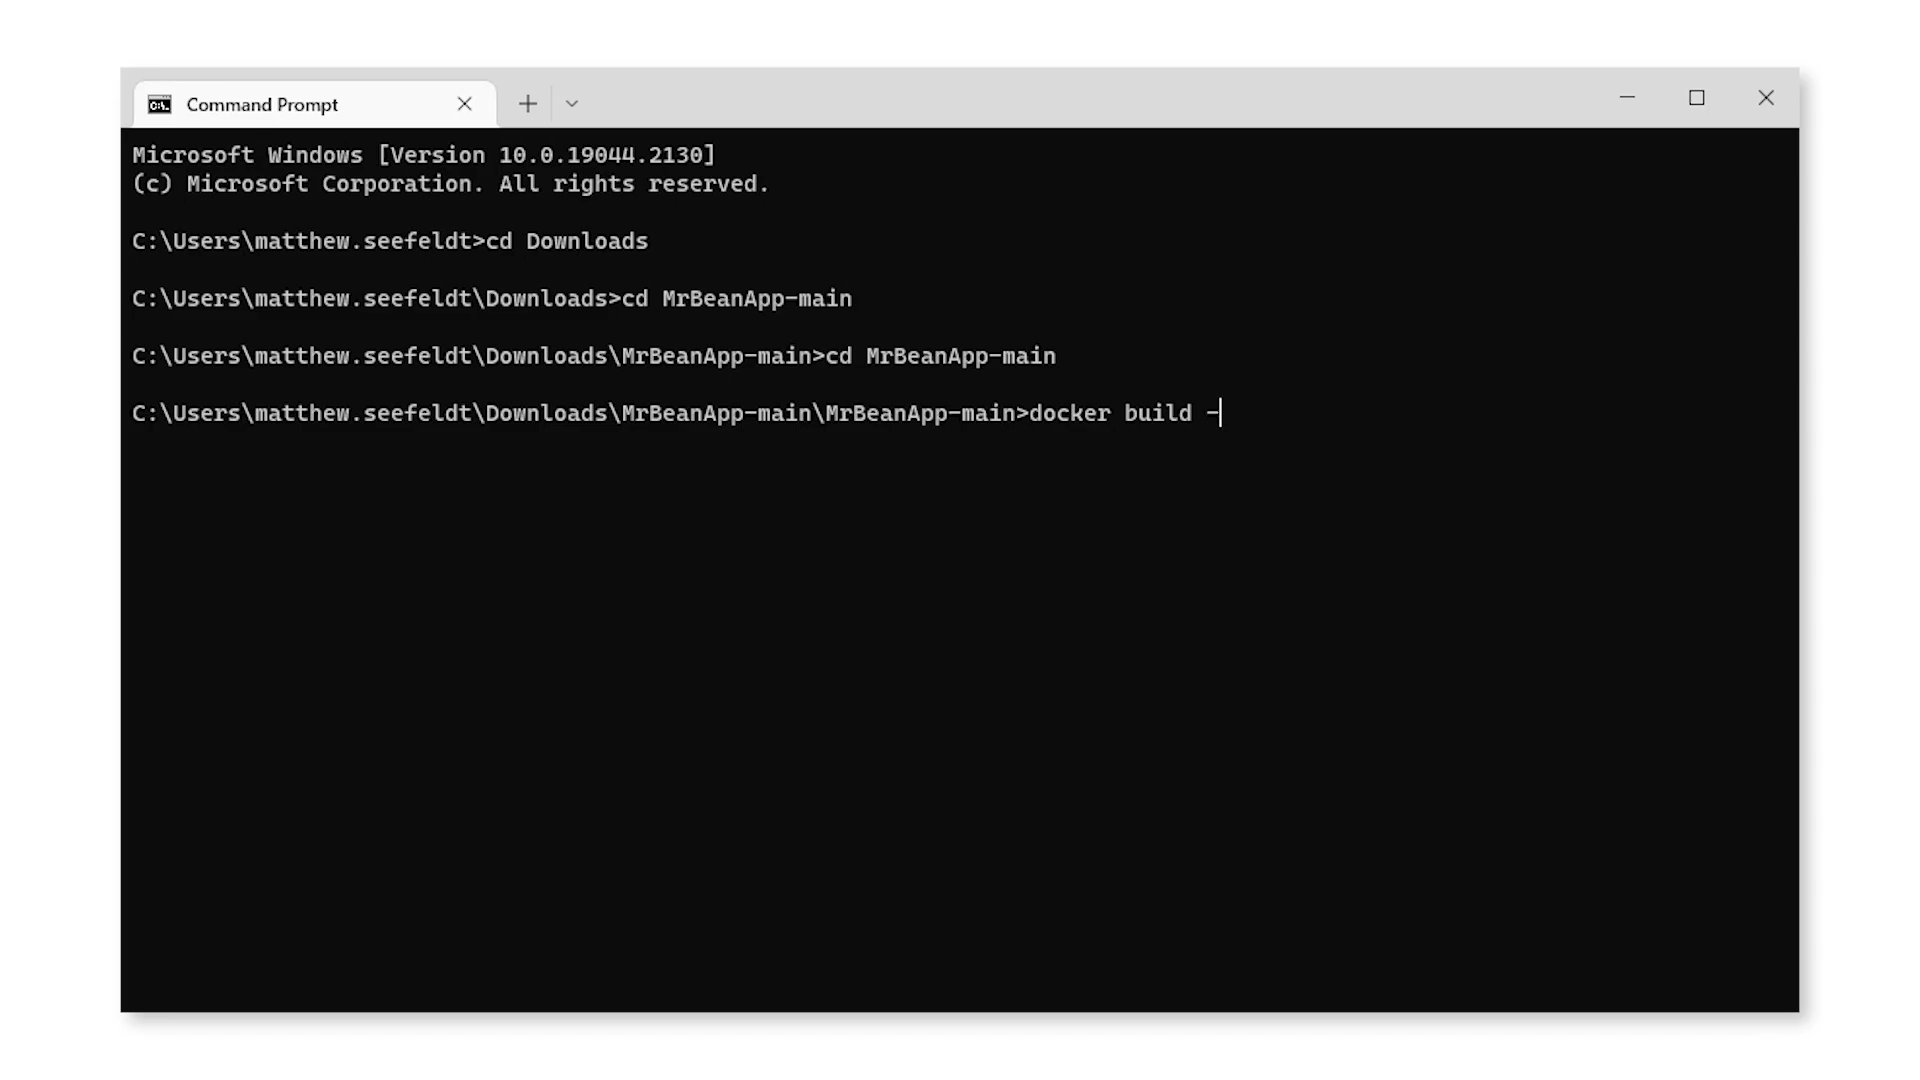 Command Prompt
Microsoft Windows [Version 10.0.19044.2130]
(c) Microsoft Corporation. All rights reserved.
C:\Users\matthew.seefeldt>cd Downloads
C:\Users\matthew.seefeldt\Downloads>cd MrBeanApp-main
C:\Users\matthew.seefeldt\Downloads\MrBeanApp-main>cd MrBeanApp-main
C:\Users\matthew.seefeldt\Downloads\MrBeanApp-main\MrBeanApp-main>docker build -